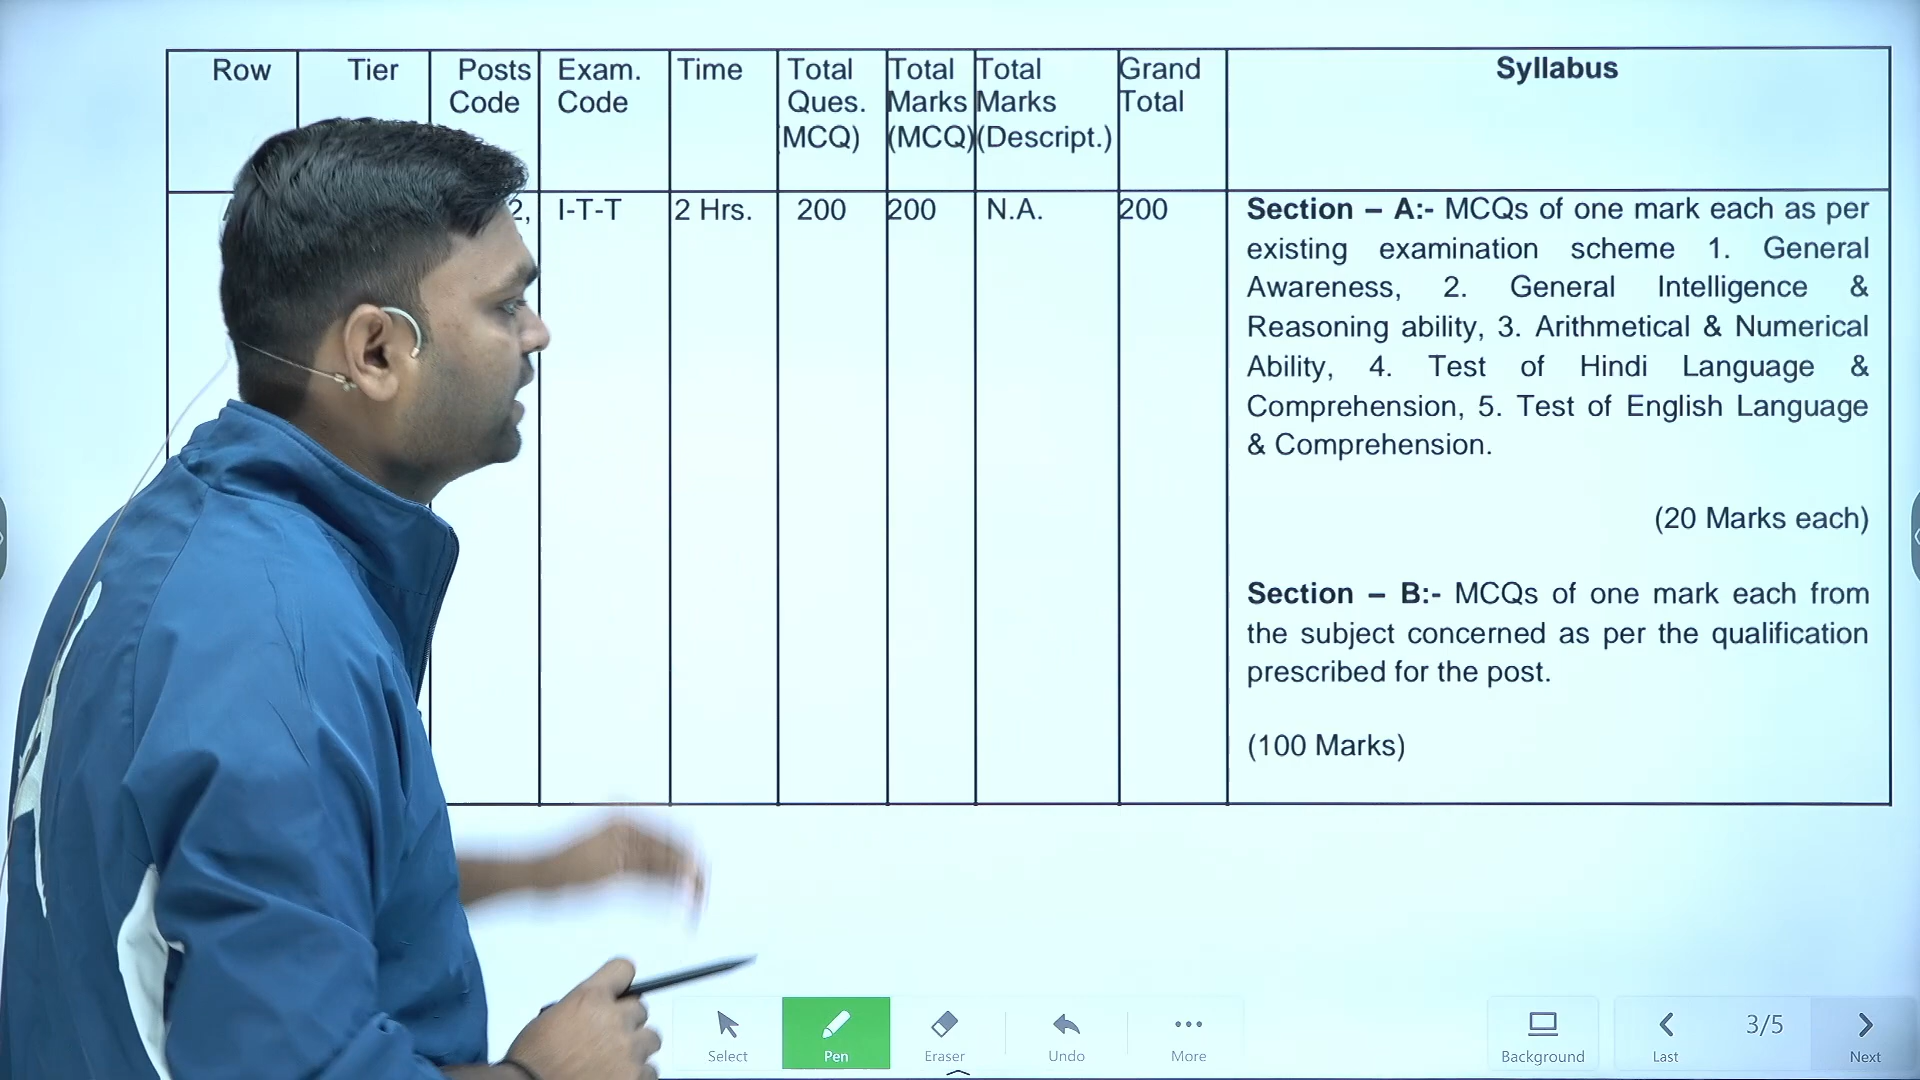 Row
Tier
Posts
Code
Exam.
Code
Time
Total
Ques.
MCQ)
Total
Marks
(MCQ)
Total
Marks
(Descript.)
Grand
Total
Syllabus
2,
I-T-T
2 Hrs.
200
200
N.A.
200
Section – A:- MCQs of one mark each as per
existing examination scheme 1. General
Awareness, 2. General Intelligence &
Reasoning ability, 3. Arithmetical & Numerical
Ability, 4. Test of Hindi Language &
Comprehension, 5. Test of English Language
& Comprehension.
(20 Marks each)
Section – B:- MCQs of one mark each from
the subject concerned as per the qualification
prescribed for the post.
(100 Marks)
Select
Pen
Eraser
Undo
More
Background
Last
3/5
Next